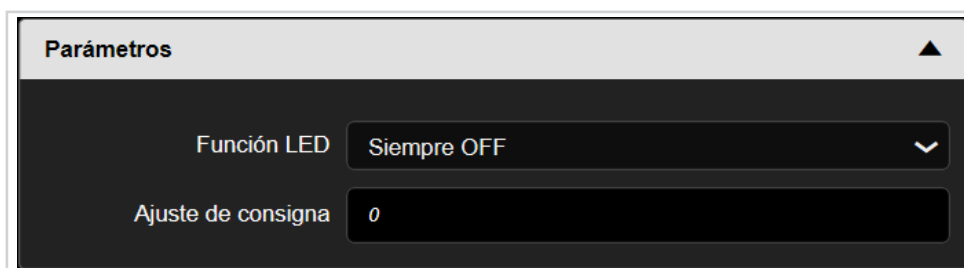 Parámetros
Función LED Siempre OFF
Ajuste de consigna 0